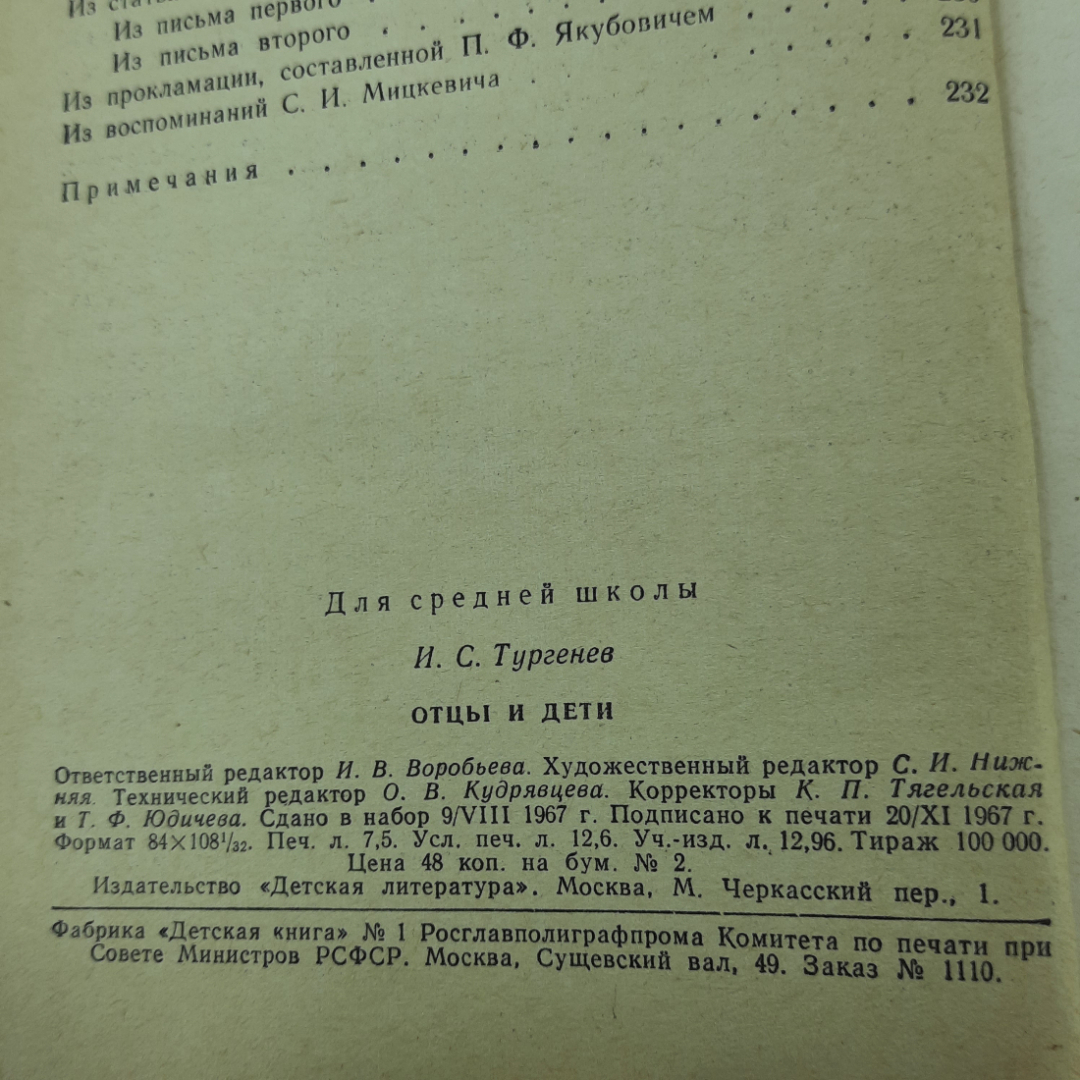 Из
Из письма первого .
Из письма второго . . . . . .
Из прокламации, составленной П. Ф. Якубовичем . . . . . .
Из воспоминаний С. И. Мицкевича . . . . . . . 231
Примечания . . . . . . . . . . . . . . . . . . 232
Для средней школы
И. С. Тургенев
ОТЦЫ И ДЕТИ
Ответственный редактор И. В. Воробьева. Художественный редактор С. И. Ниж-
няя. Технический редактор О. В. Кудрявцева. Корректоры К. П. Тягельская
и Т. Ф. Юдичева. Сдано в набор 9/VIII 1967 г. Подписано к печати 20/XI 1967 г.
Формат 84×108¹/₃₂. Печ. л. 7,5. Усл. печ. л. 12,6. Уч.-изд. л. 12,96. Тираж 100 000.
Цена 48 коп. на бум. № 2.
Издательство «Детская литература». Москва, М. Черкасский пер., 1.
Фабрика «Детская книга» № 1 Росглавполиграфпрома Комитета по печати при
Совете Министров РСФСР. Москва, Сущевский вал, 49. Заказ № 1110.